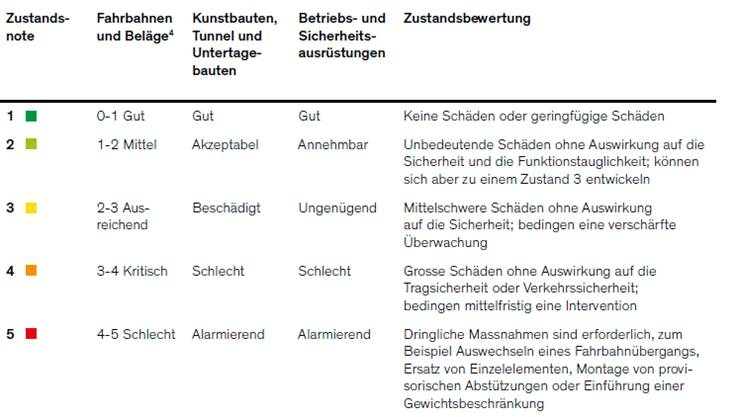 Zustands-
note
Fahrbahnen
und Beläge4
Kunstbauten,
Tunnel und
Untertage-
bauten
Betriebs- und
Sicherheits-
ausrüstungen
Zustandsbewertung
1
0-1 Gut
Gut
Gut
Keine Schäden oder geringfügige Schäden
2
1-2 Mittel
Akzeptabel
Annehmbar
Unbedeutende Schäden ohne Auswirkung auf die
Sicherheit und die Funktionstauglichkeit; können
sich aber zu einem Zustand 3 entwickeln
3
2-3 Aus-
reichend
Beschädigt
Ungenügend
Mittelschwere Schäden ohne Auswirkung
auf die Sicherheit; bedingen eine verschärfte
Überwachung
4
3-4 Kritisch
Schlecht
Schlecht
Grosse Schäden ohne Auswirkung auf die
Tragsicherheit oder Verkehrssicherheit;
bedingen mittelfristig eine Intervention
5
4-5 Schlecht
Alarmierend
Alarmierend
Dringliche Massnahmen sind erforderlich, zum
Beispiel Auswechseln eines Fahrbahnübergangs,
Ersatz von Einzelelementen, Montage von provi-
sorischen Abstützungen oder Einführung einer
Gewichtsbeschränkung